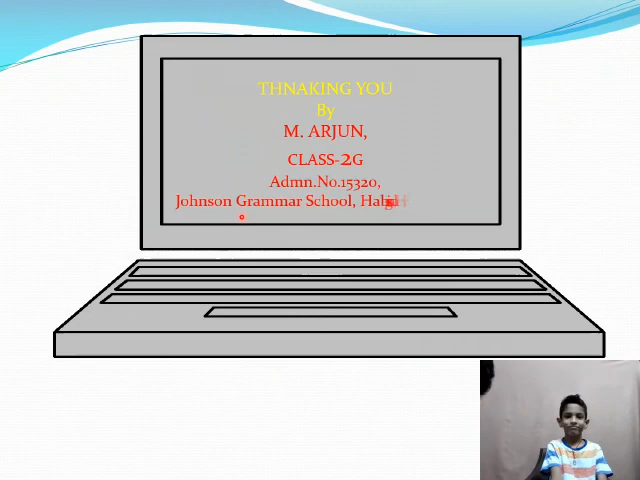 THNAKING YOU
By
M. ARJUN,
CLASS-2G
Admn.No.15320,
Johnson Grammar School,